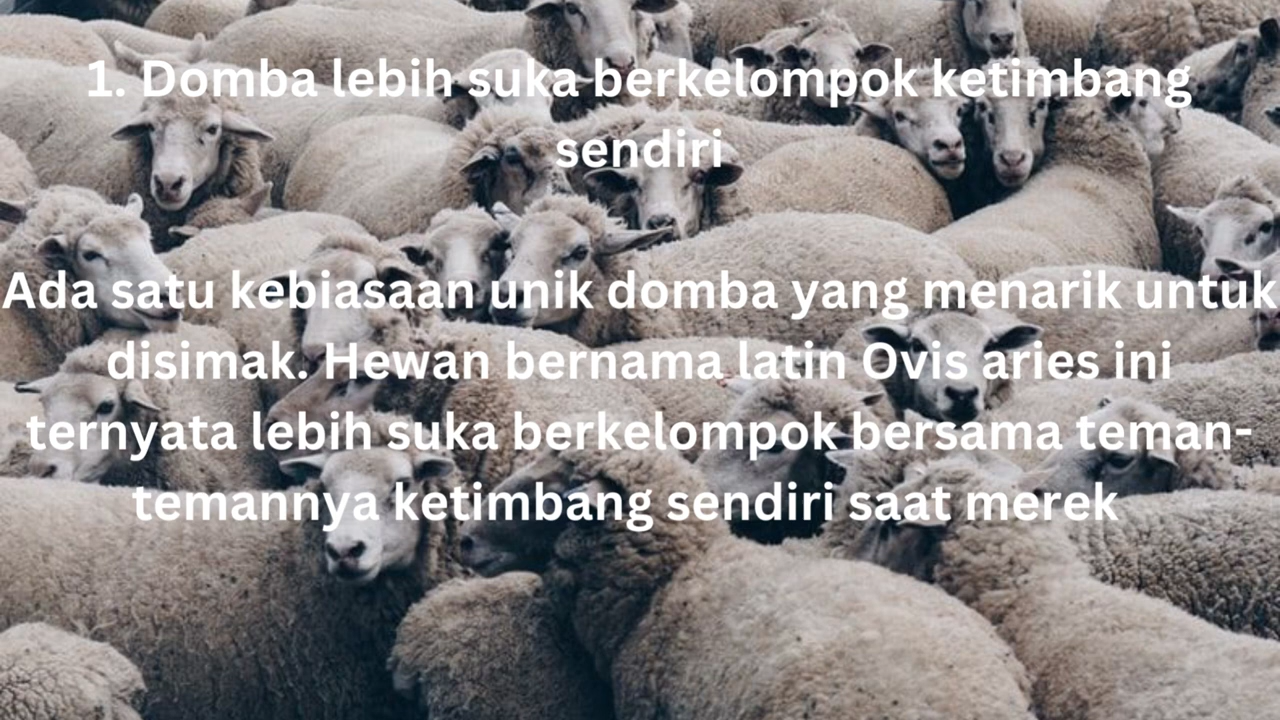 1. Domba lebih suka berkelompok ketimbang
sendiri
Ada satu kebiasaan unik domba yang menarik untuk
disimak. Hewan bernama latin Ovis aries ini
ternyata lebih suka berkelompok bersama teman-
temannya ketimbang sendiri saat merek